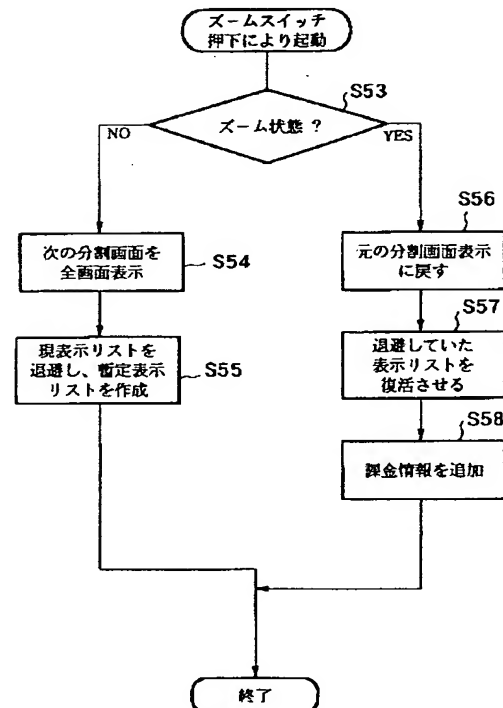 ズームスイッチ
押下により起動
S53
ズーム状態 ?
NO
YES
次の分割画面を
全画面表示
S54
現表示リストを
退避し、暫定表示
リストを作成
S55
S56
元の分割画面表示
に戻す
S57
退避していた
表示リストを
復活させる
S58
課金情報を追加
終了